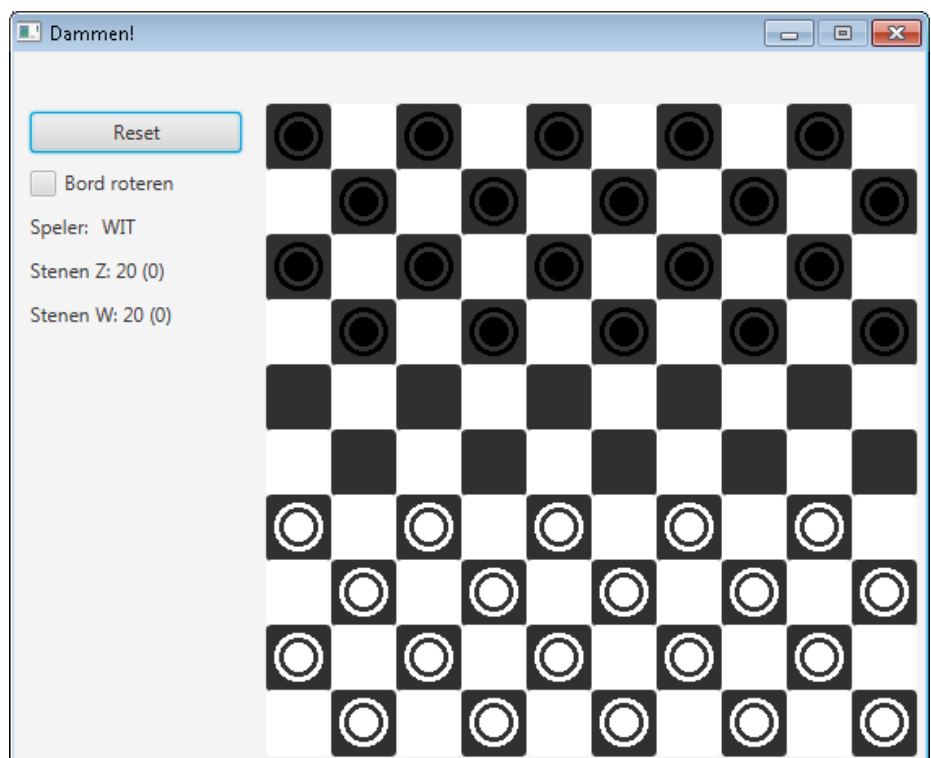 Dammen!
Reset
Bord roteren
Speler: WIT
Stenen Z: 20 (0)
Stenen W: 20 (0)